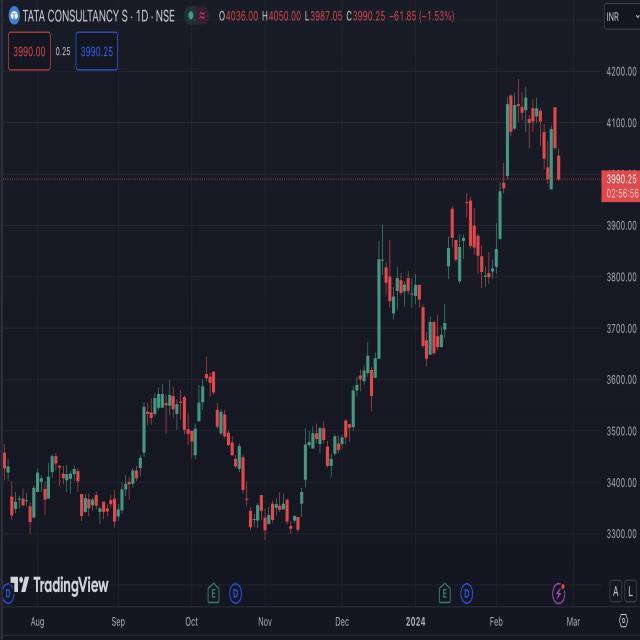 TATA CONSULTANCY S · 1D · NSE O4036.00 H4050.00 L3987.05 C3990.25 −61.85 (−1.53%) INR
3990.00 0.25 3990.25
4200.00
4100.00
3990.25
02:56:56
3900.00
3800.00
3700.00
3600.00
3500.00
3400.00
3300.00
D TradingView E D E D A L
Aug Sep Oct Nov Dec 2024 Feb Mar